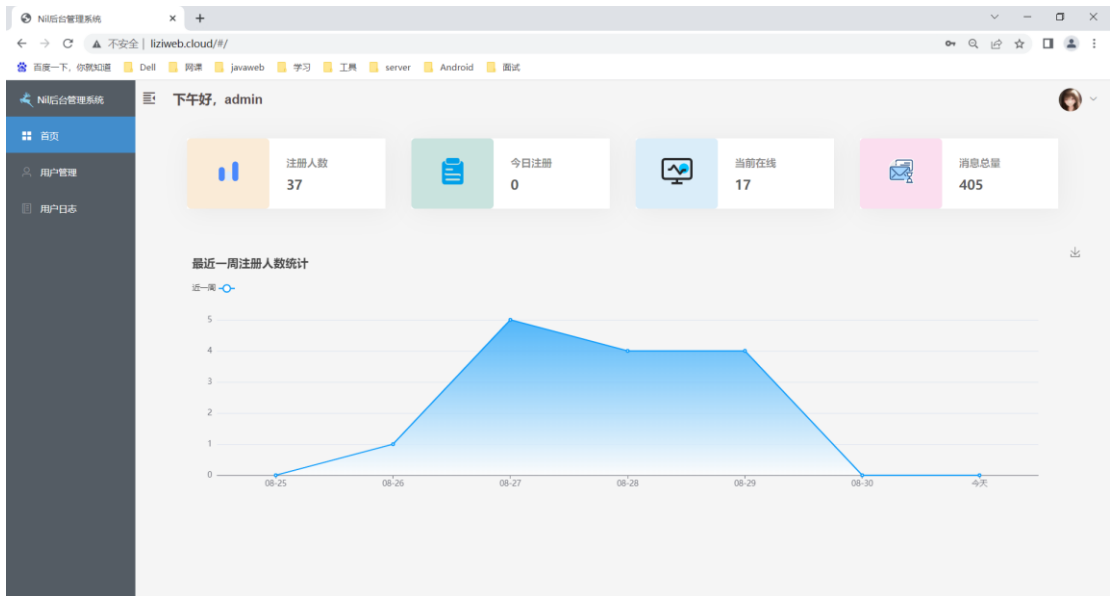 Nil后台管理系统
不安全 | liziweb.cloud/#/
百度一下，你就知道 Dell 网课 javaweb 学习 工具 server Android 面试
Nil后台管理系统
下午好，admin
首页
用户管理
用户日志
注册人数
37
今日注册
0
当前在线
17
消息总量
405
最近一周注册人数统计
近一周
5
4
3
2
1
0
08-25 08-26 08-27 08-28 08-29 08-30 今天